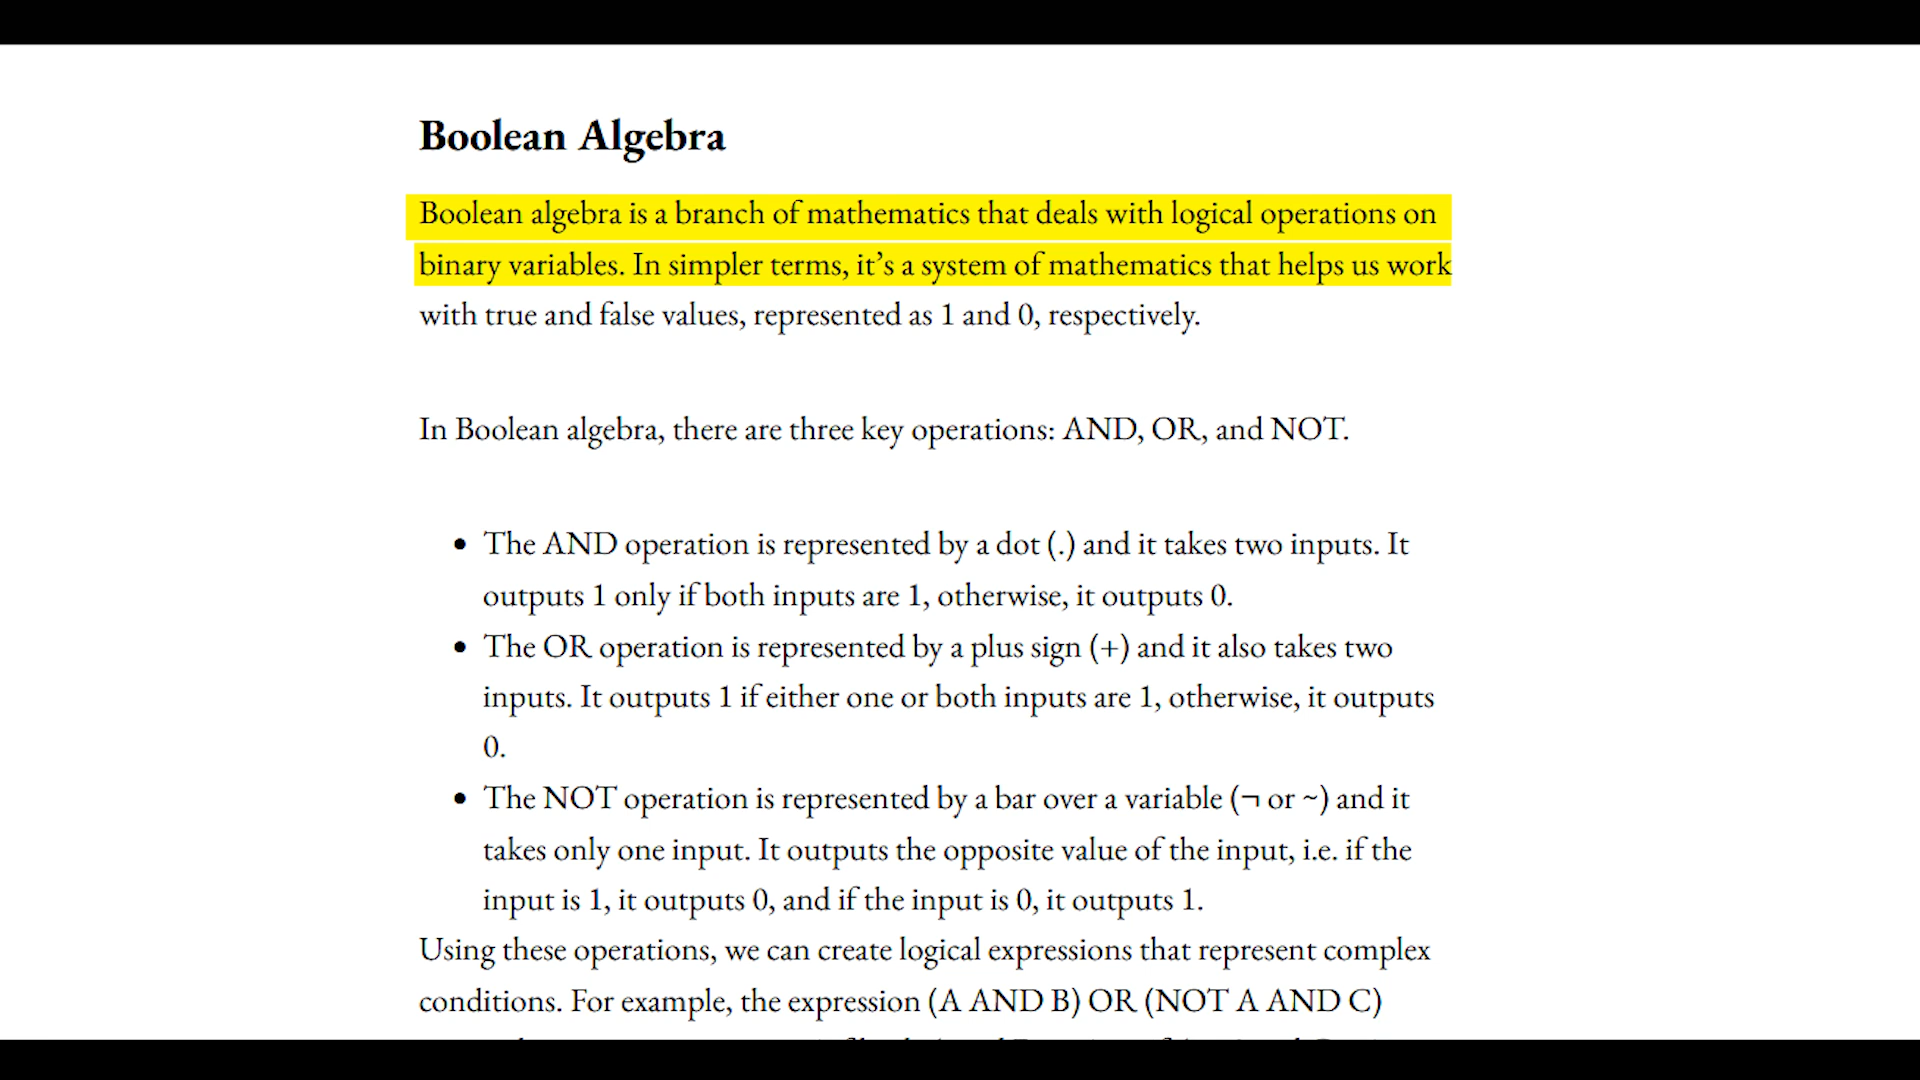 Boolean Algebra
Boolean algebra is a branch of mathematics that deals with logical operations on
binary variables. In simpler terms, it’s a system of mathematics that helps us work
with true and false values, represented as 1 and 0, respectively.
In Boolean algebra, there are three key operations: AND, OR, and NOT.
• The AND operation is represented by a dot (.) and it takes two inputs. It
outputs 1 only if both inputs are 1, otherwise, it outputs 0.
• The OR operation is represented by a plus sign (+) and it also takes two
inputs. It outputs 1 if either one or both inputs are 1, otherwise, it outputs
0.
• The NOT operation is represented by a bar over a variable (¬ or ~) and it
takes only one input. It outputs the opposite value of the input, i.e. if the
input is 1, it outputs 0, and if the input is 0, it outputs 1.
Using these operations, we can create logical expressions that represent complex
conditions. For example, the expression (A AND B) OR (NOT A AND C)